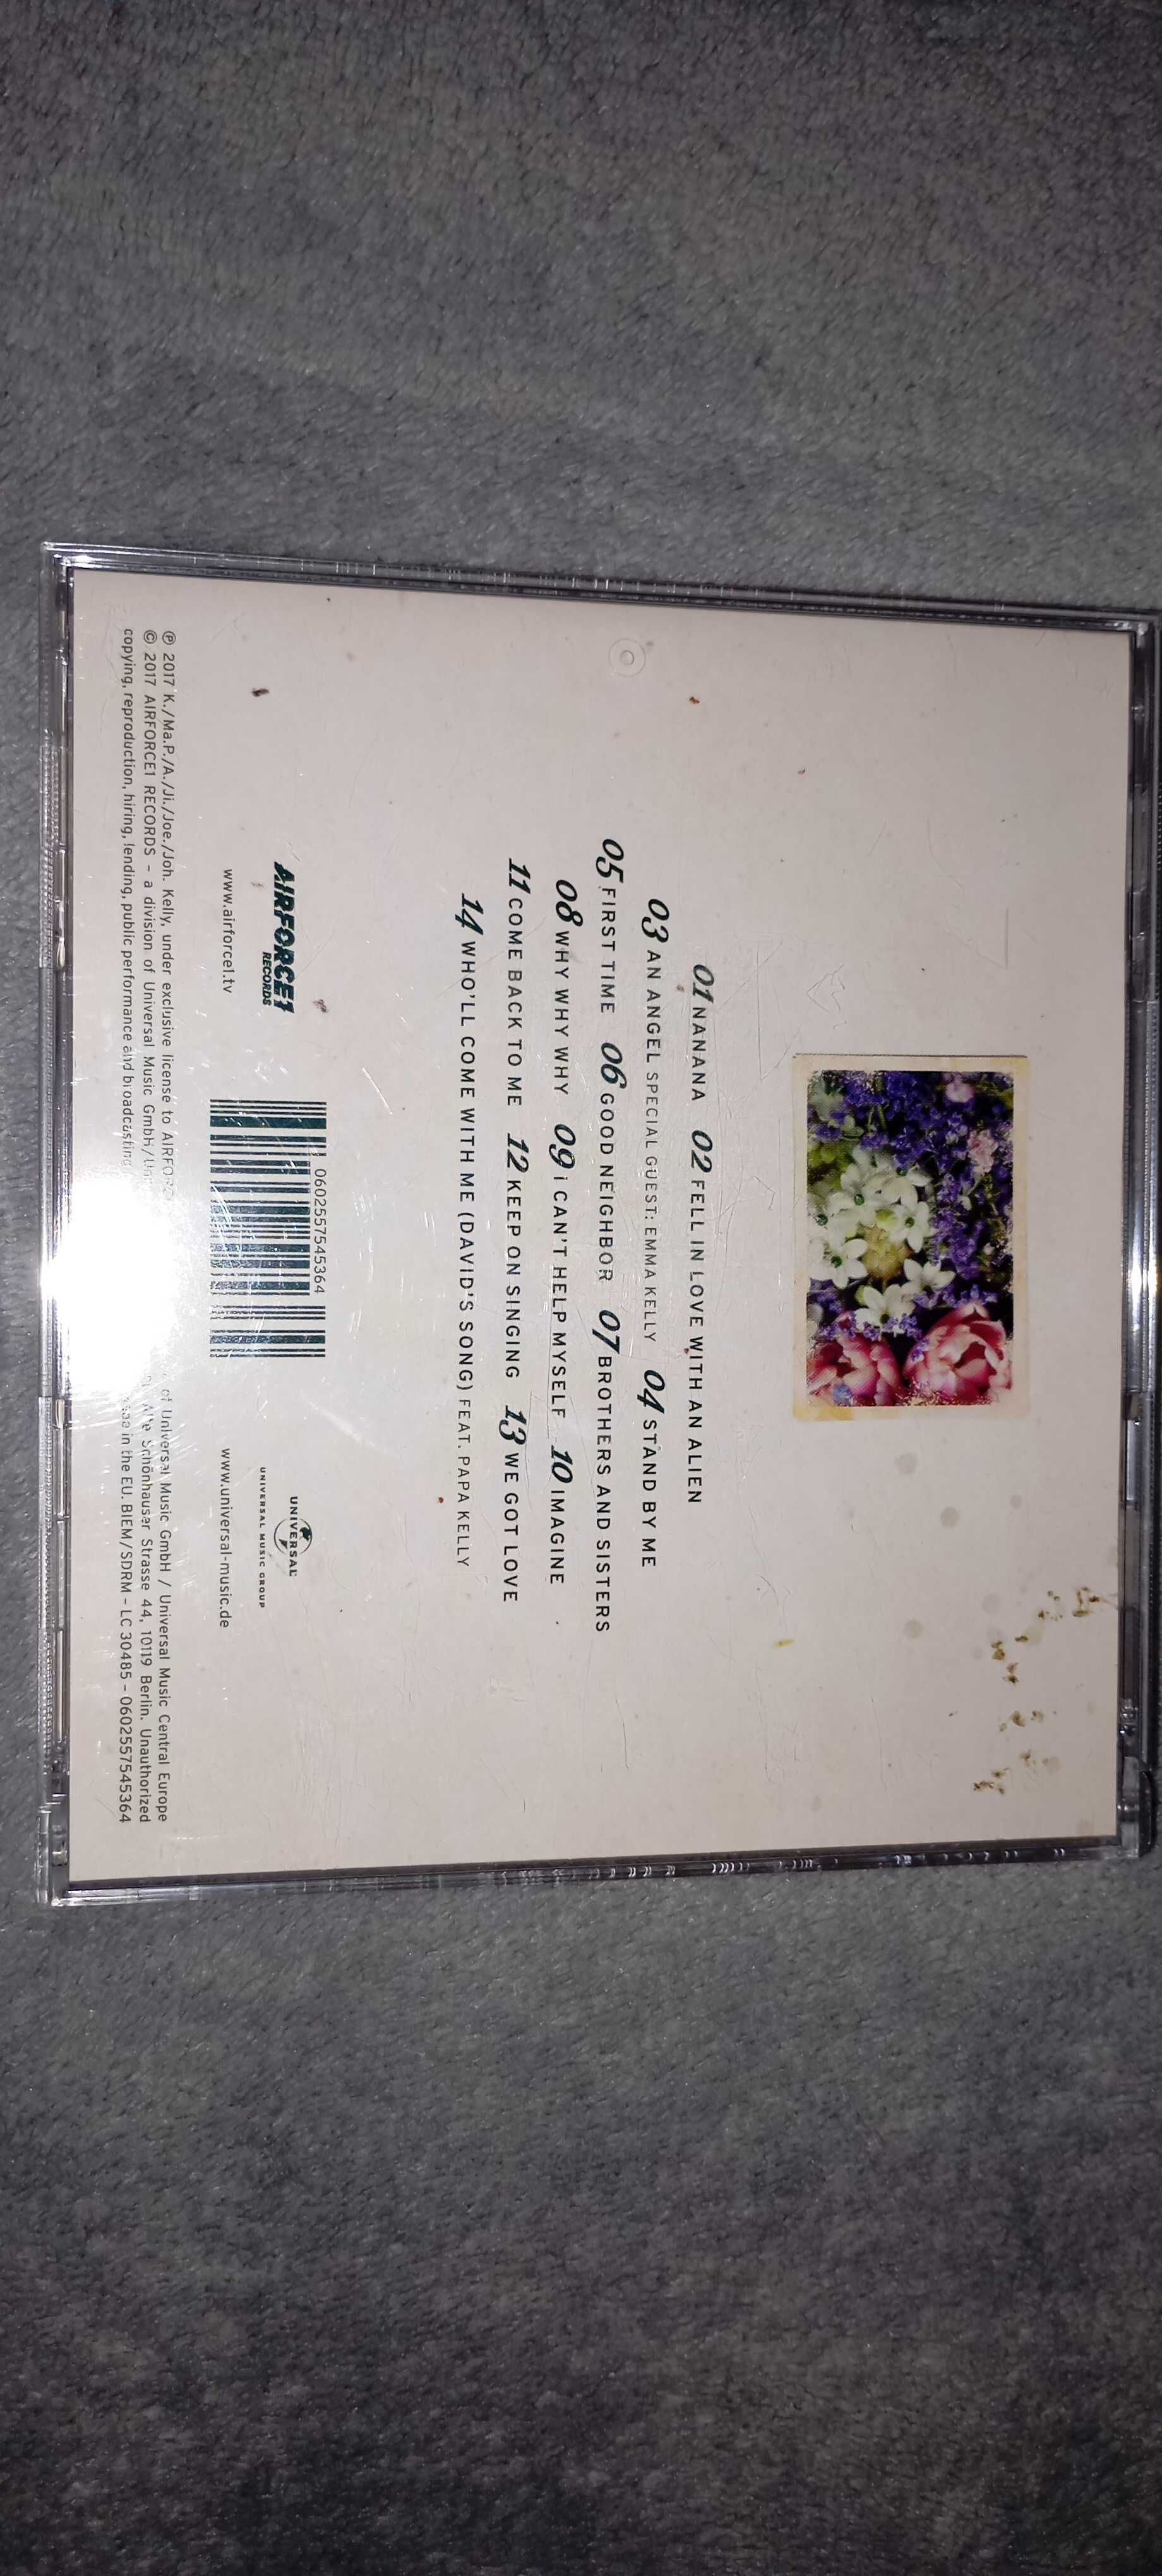 01 NANANA 02 FELL IN LOVE WITH AN ALIEN
03 AN ANGEL SPECIAL GUEST: EMMA KELLY 04 STAND BY ME
05 FIRST TIME 06 GOOD NEIGHBOR 07 BROTHERS AND SISTERS
08 WHY WHY WHY 09 i CAN'T HELP MYSELF 10 IMAGINE
11 COME BACK TO ME 12 KEEP ON SINGING 13 WE GOT LOVE
14 WHO'LL COME WITH ME (DAVID'S SONG) FEAT. PAPA KELLY
AIRFORCE1
RECORDS
www.airforce1.tv
0602557545364
UNIVERSAL
UNIVERSAL MUSIC GROUP
www.universal-music.de
℗ 2017 K./Ma.P./A./Ji./Joe./Joh. Kelly, under exclusive license to of Universal Music GmbH / Universal Music Central Europe
© 2017 AIRFORCE1 RECORDS – a division of Universal Music GmbH / Schönhauser Strasse 44, 10119 Berlin. Unauthorized
copying, reproduction, hiring, lending, public performance and broadcasting in the EU. BIEM/SDRM – LC 30485 – 0602557545364